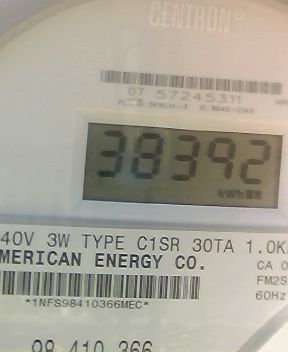 CENTRON®
07 57245311
38392
kWh
40V 3W TYPE C1SR 30TA 1.0K
MERICAN ENERGY CO.
CA 0
FM2S
*1NFS98410366MEC*
60Hz
98 410 366